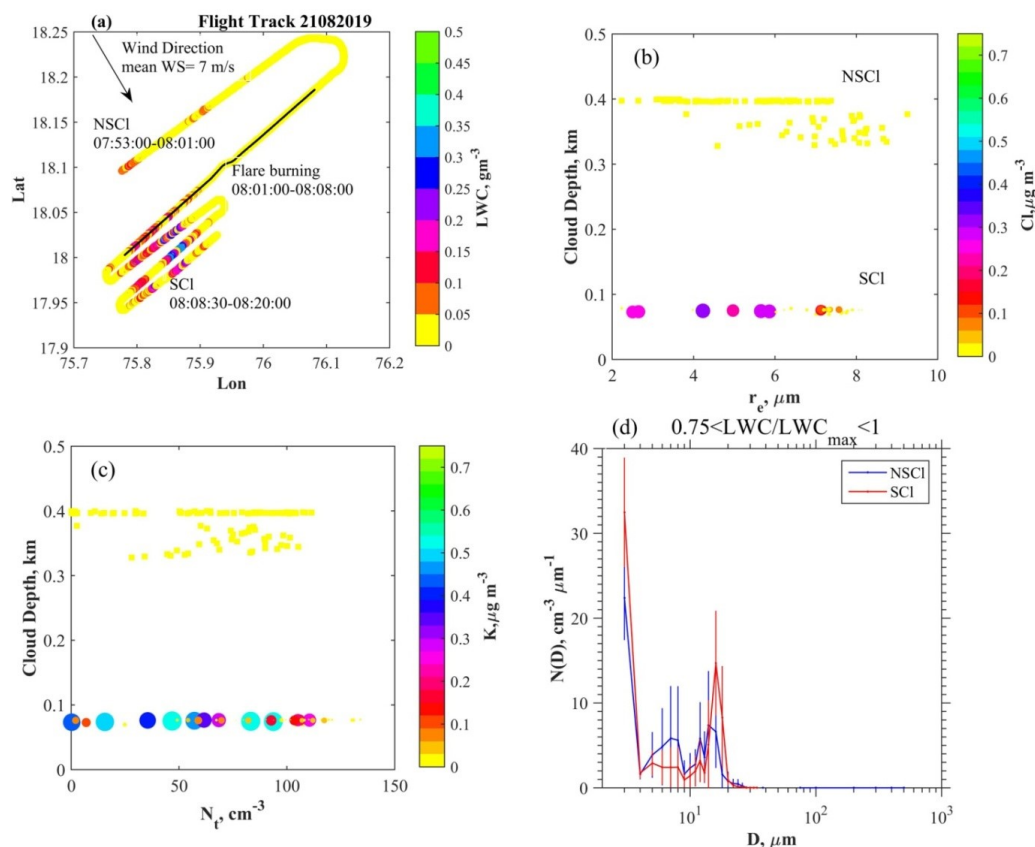 (a)
Flight Track 21082019
Wind Direction
mean WS= 7 m/s
NSCl
07:53:00-08:01:00
Flare burning
08:01:00-08:08:00
SCl
08:08:30-08:20:00
18.25
18.2
18.15
18.1
18.05
18
17.95
17.9
Lat
75.7
75.8
75.9
76
76.1
76.2
Lon
0.5
0.45
0.4
0.35
0.3
0.25
0.2
0.15
0.1
0.05
0
LWC, gm-3
(b)
NSCl
SCl
0.5
0.4
0.3
0.2
0.1
0
Cloud Depth, km
2
4
6
8
10
re, μm
0.7
0.6
0.5
0.4
0.3
0.2
0.1
0
Cl,μg m-3
(c)
0.5
0.4
0.3
0.2
0.1
0
Cloud Depth, km
0
50
100
150
Nt, cm-3
0.7
0.6
0.5
0.4
0.3
0.2
0.1
0
K,μg m-3
(d)
0.75<LWC/LWCmax<1
NSCl
SCl
40
30
20
10
0
N(D), cm-3 μm-1
101
102
103
D, μm